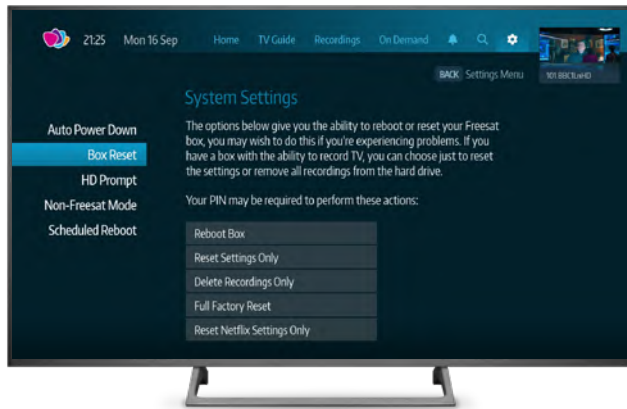 21:25 Mon 16 Sep Home TV Guide Recordings On Demand
BACK Settings Menu
101 BBC1LonHD
System Settings
Auto Power Down
Box Reset
HD Prompt
Non-Freesat Mode
Scheduled Reboot
The options below give you the ability to reboot or reset your Freesat
box, you may wish to do this if you're experiencing problems. If you
have a box with the ability to record TV, you can choose just to reset
the settings or remove all recordings from the hard drive.
Your PIN may be required to perform these actions:
Reboot Box
Reset Settings Only
Delete Recordings Only
Full Factory Reset
Reset Netflix Settings Only